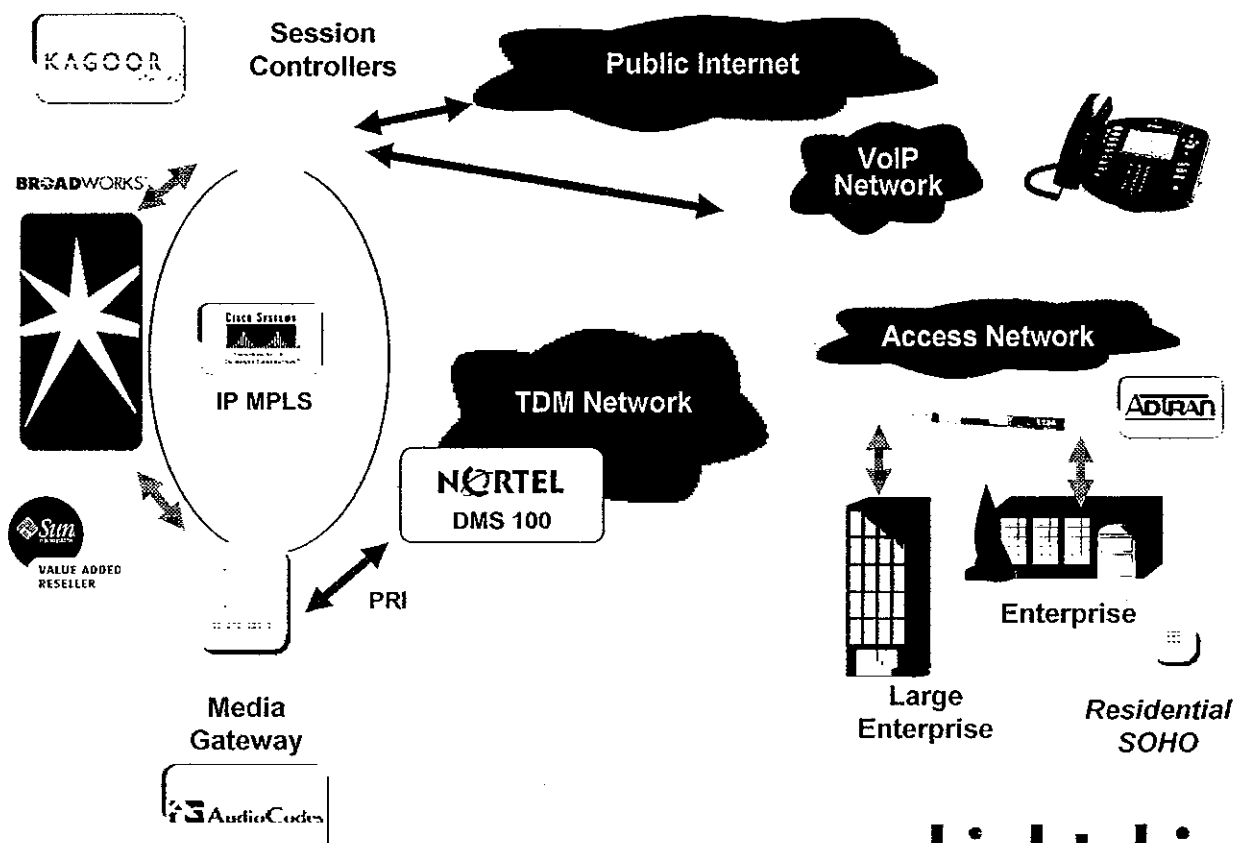 KAGOOR
Session
Controllers
Public Internet
VoIP
Network
BROADWORKS
CISCO SYSTEMS
IP MPLS
Access Network
ADTRAN
TDM Network
NORTEL
DMS 100
Sun
VALUE ADDED
RESELLER
PRI
Enterprise
Large
Enterprise
Residential
SOHO
Media
Gateway
AudioCodes